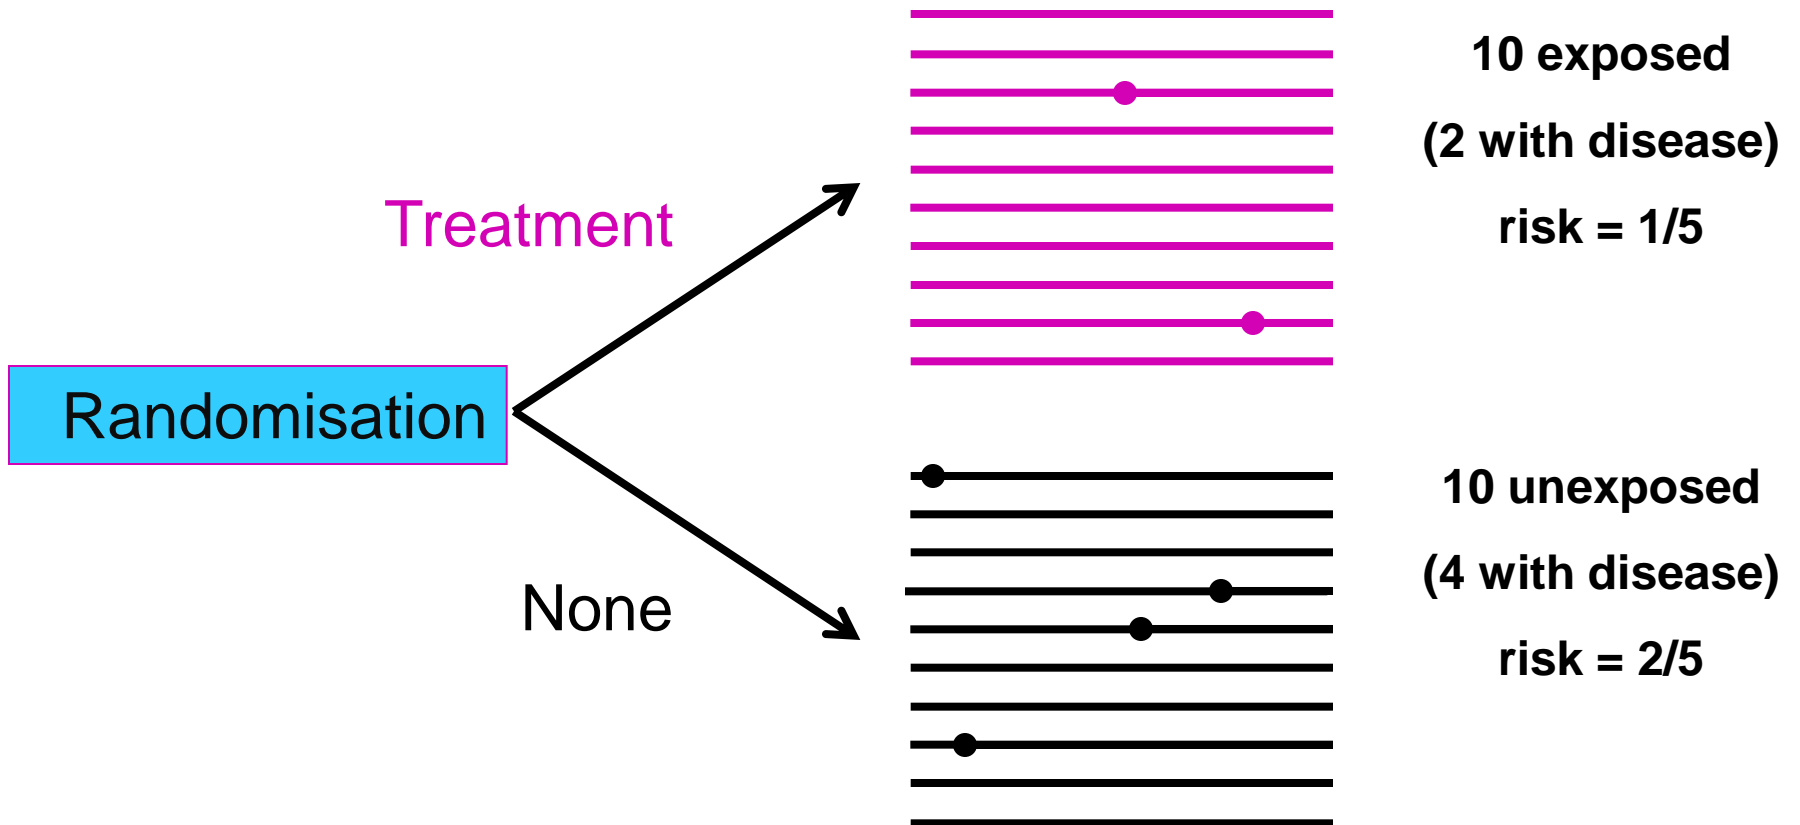 10 exposed
(2 with disease)
risk = 1/5
Treatment
Randomisation
None
10 unexposed
(4 with disease)
risk = 2/5